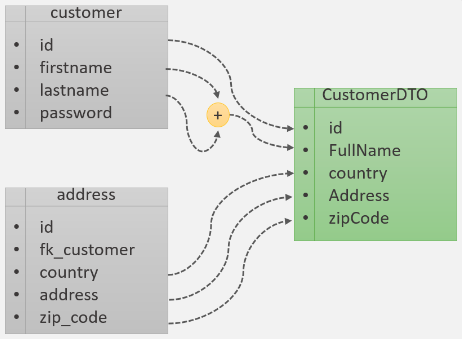 customer
• id
• firstname
• lastname
• password
+
CustomerDTO
• id
• FullName
• country
• Address
• zipCode
address
• id
• fk_customer
• country
• address
• zip_code